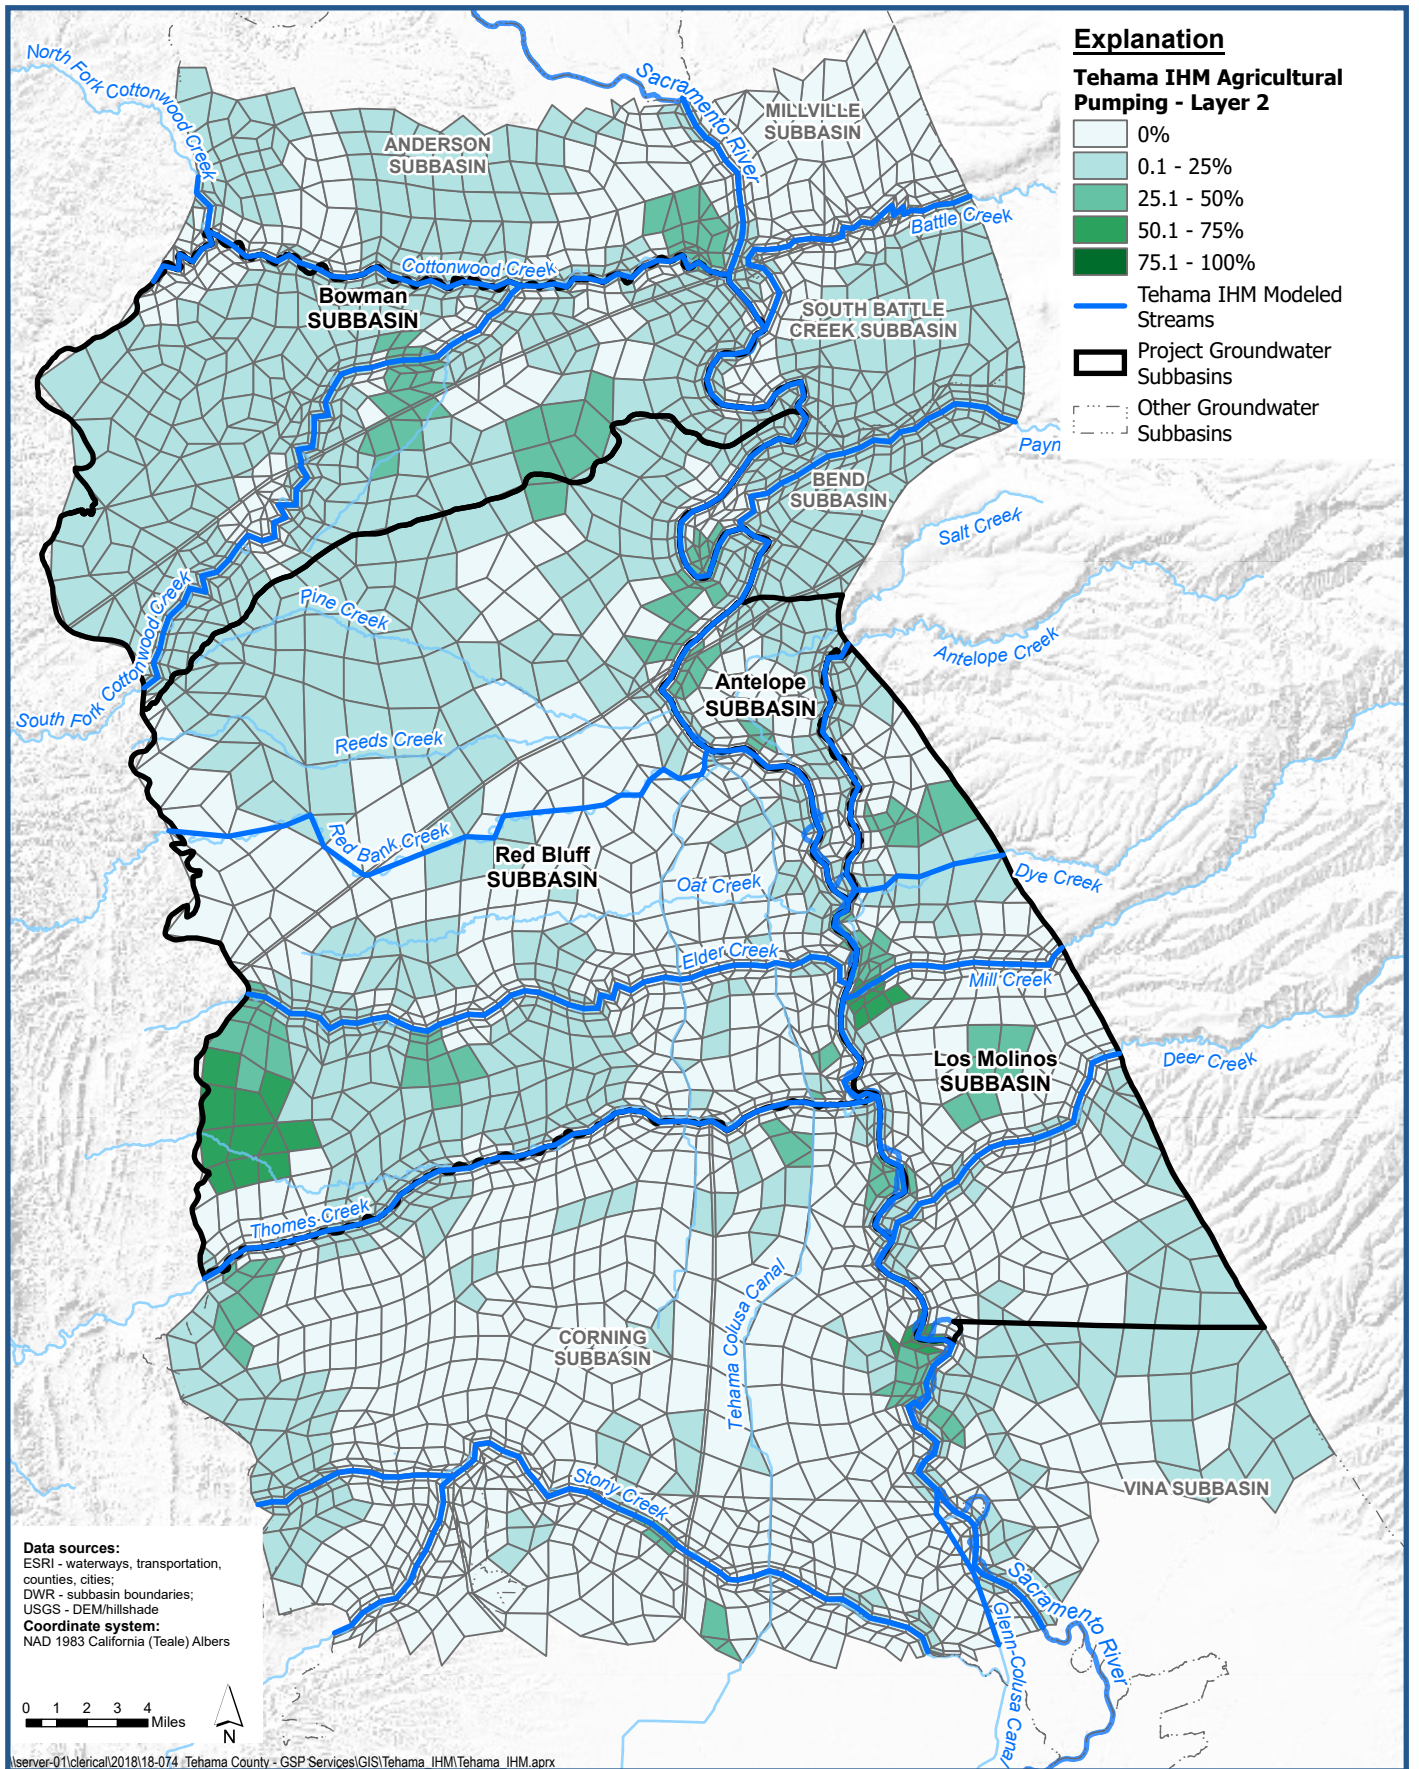 Explanation
Tehama IHM Agricultural
Pumping - Layer 2
0%
0.1 - 25%
25.1 - 50%
50.1 - 75%
75.1 - 100%
Tehama IHM Modeled
Streams
Project Groundwater
Subbasins
Other Groundwater
Subbasins
North Fork Cottonwood Creek
Sacramento River
MILLVILLE
SUBBASIN
ANDERSON
SUBBASIN
Battle Creek
Cottonwood Creek
Bowman
SUBBASIN
SOUTH BATTLE
CREEK SUBBASIN
Payn
BEND
SUBBASIN
Salt Creek
South Fork Cottonwood Creek
Pine Creek
Antelope Creek
Antelope
SUBBASIN
Reeds Creek
Red Bank Creek
Red Bluff
SUBBASIN
Oat Creek
Dye Creek
Elder Creek
Mill Creek
Los Molinos
SUBBASIN
Deer Creek
Thomes Creek
Tehama Colusa Canal
CORNING
SUBBASIN
Stony Creek
VINA SUBBASIN
Sacramento River
Glenn-Colusa Canal
Data sources:
ESRI - waterways, transportation,
counties, cities;
DWR - subbasin boundaries;
USGS - DEM/hillshade
Coordinate system:
NAD 1983 California (Teale) Albers
0 1 2 3 4
Miles
N
\\server-01\clerical\2018\18-074_Tehama County - GSP Services\GIS\Tehama_IHM\Tehama_IHM.aprx